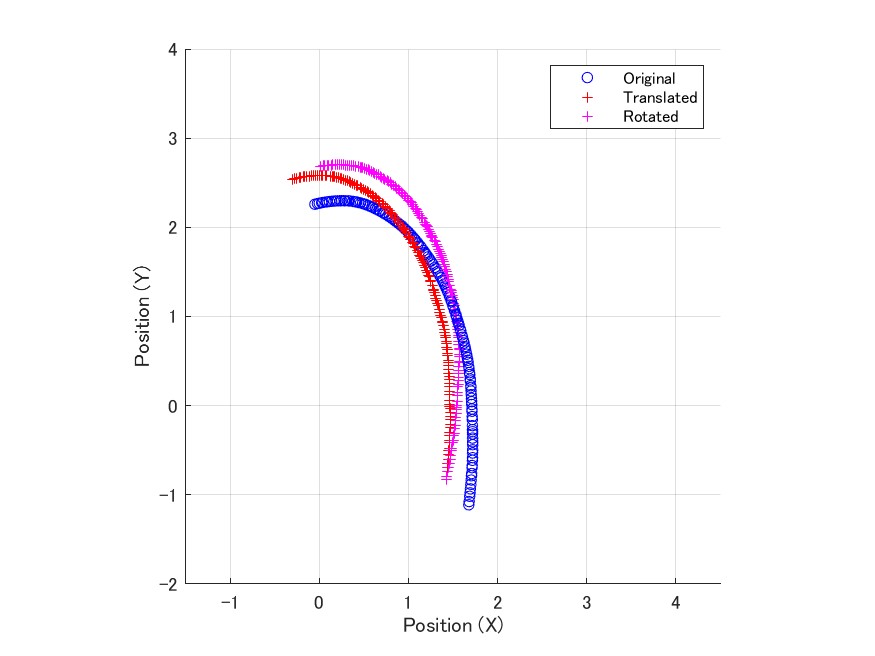 4
3
2
1
0
−1
−2
Position (Y)
Original
Translated
Rotated
−1 0 1 2 3 4
Position (X)